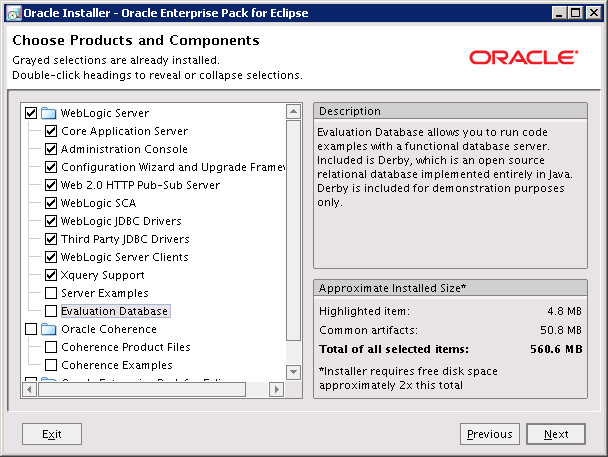 Oracle Installer - Oracle Enterprise Pack for Eclipse
Choose Products and Components
Grayed selections are already installed.
Double-click headings to reveal or collapse selections.
ORACLE
WebLogic Server
Core Application Server
Administration Console
Configuration Wizard and Upgrade Framew
Web 2.0 HTTP Pub-Sub Server
WebLogic SCA
WebLogic JDBC Drivers
Third Party JDBC Drivers
WebLogic Server Clients
Xquery Support
Server Examples
Evaluation Database
Oracle Coherence
Coherence Product Files
Coherence Examples
Description
Evaluation Database allows you to run code
examples with a functional database server.
Included is Derby, which is an open source
relational database implemented entirely in Java.
Derby is included for demonstration purposes
only.
Approximate Installed Size*
Highlighted item: 4.8 MB
Common artifacts: 50.8 MB
Total of all selected items: 560.6 MB
*Installer requires free disk space
approximately 2x this total
Exit
Previous
Next